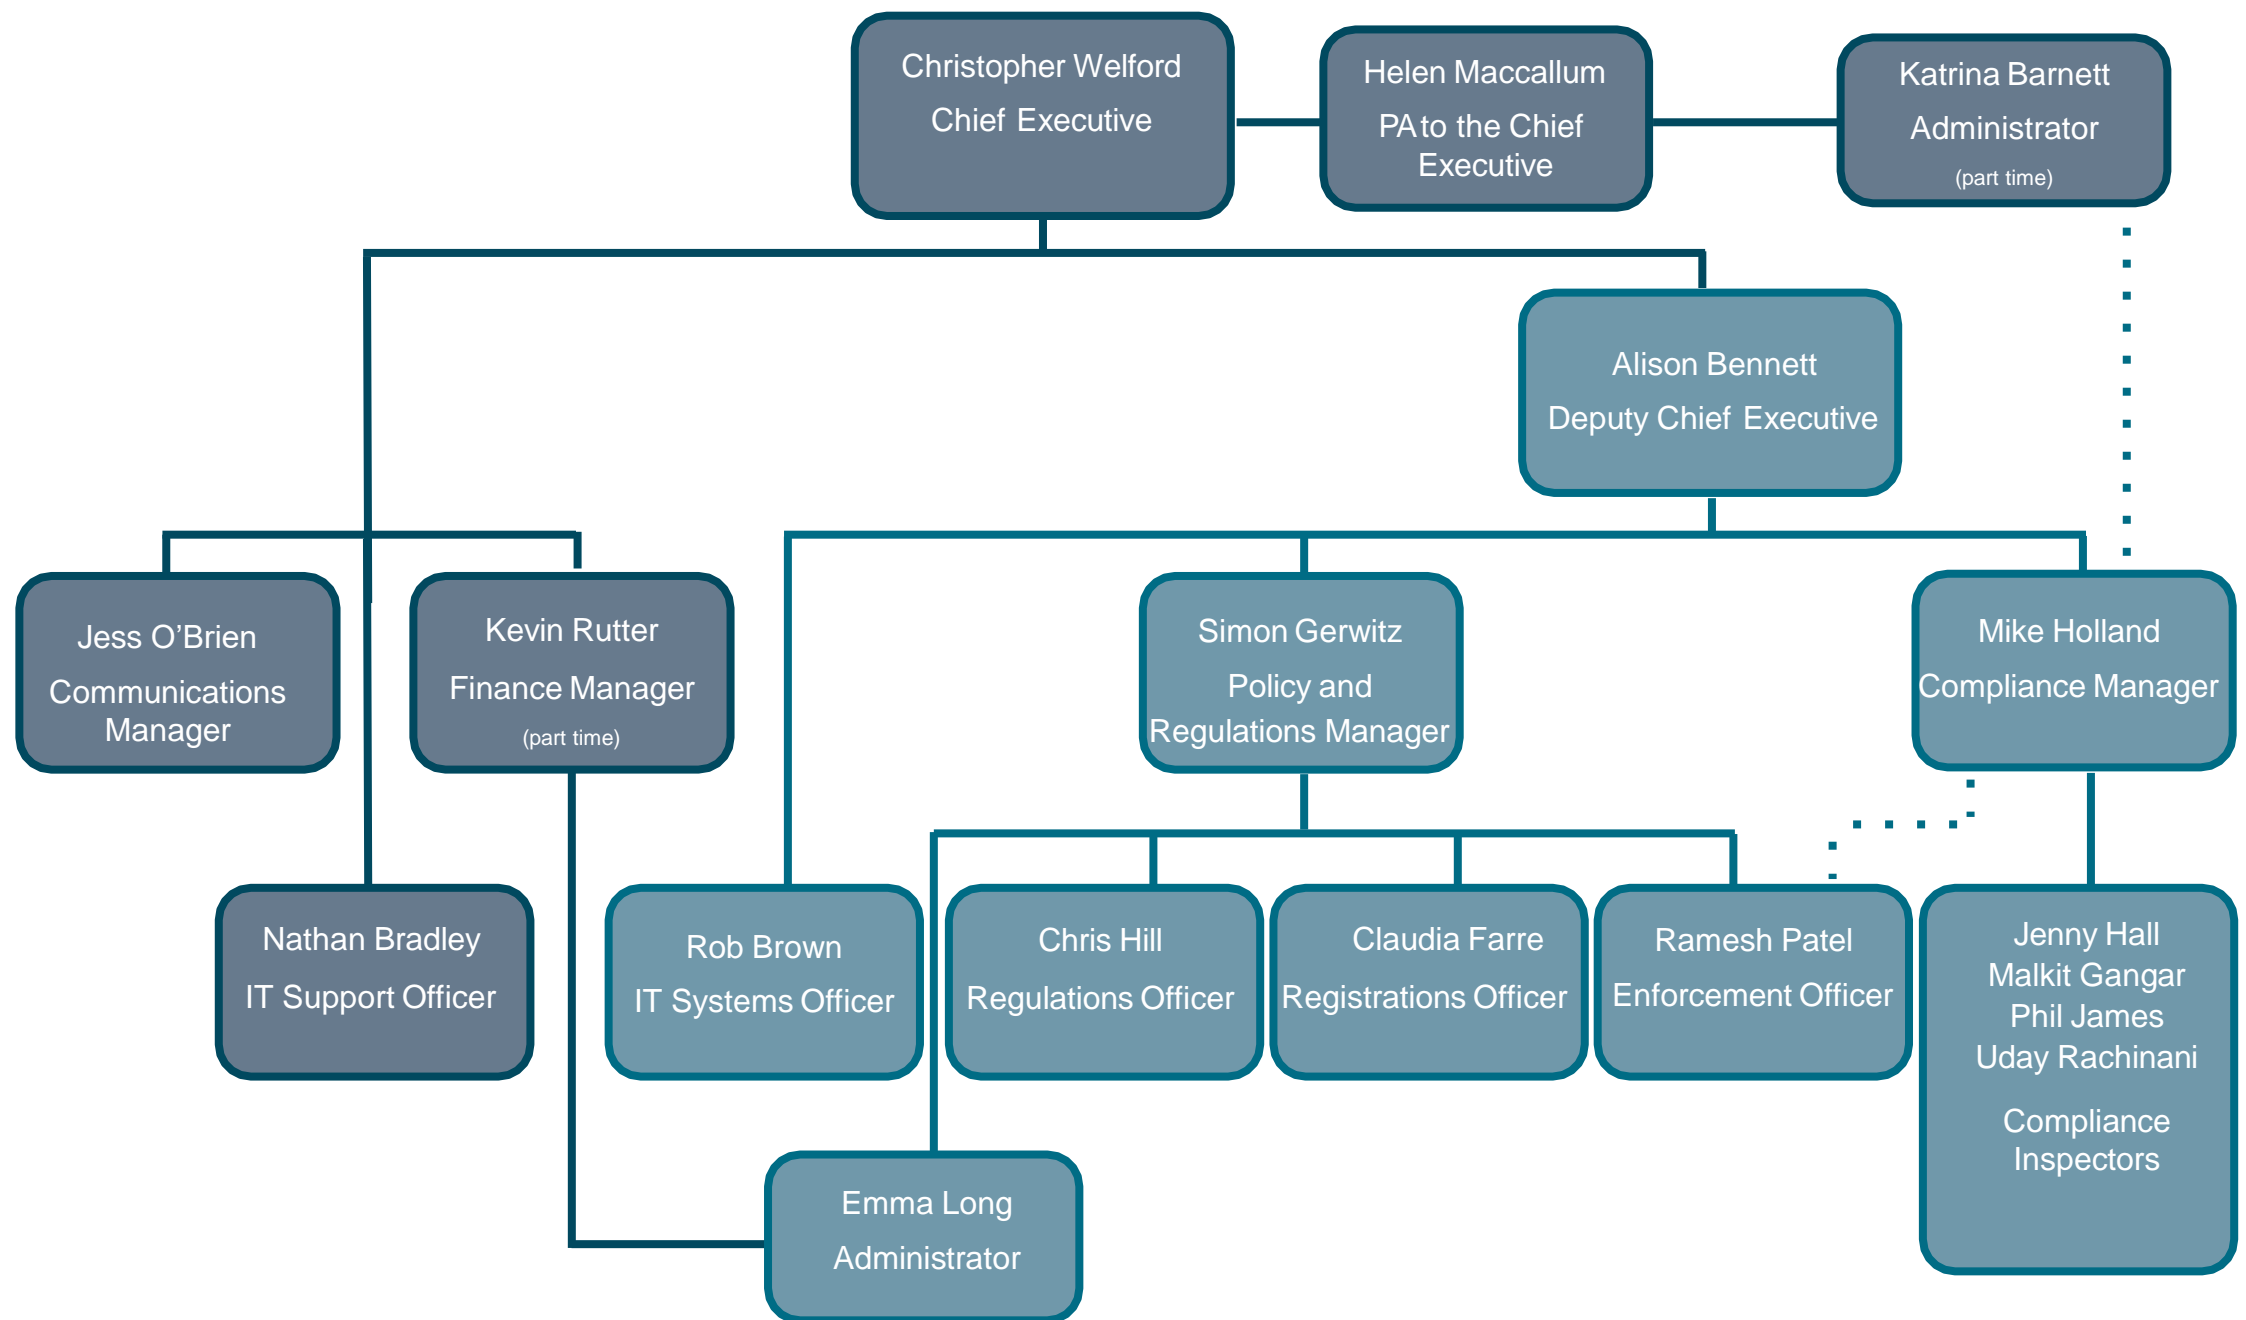 Christopher Welford
Chief Executive
Helen Maccallum
PA to the Chief
Executive
Katrina Barnett
Administrator
(part time)
Alison Bennett
Deputy Chief Executive
Jess O’Brien
Communications
Manager
Kevin Rutter
Finance Manager
(part time)
Simon Gerwitz
Policy and
Regulations Manager
Mike Holland
Compliance Manager
Nathan Bradley
IT Support Officer
Rob Brown
IT Systems Officer
Chris Hill
Regulations Officer
Claudia Farre
Registrations Officer
Ramesh Patel
Enforcement Officer
Jenny Hall
Malkit Gangar
Phil James
Uday Rachinani
Compliance
Inspectors
Emma Long
Administrator